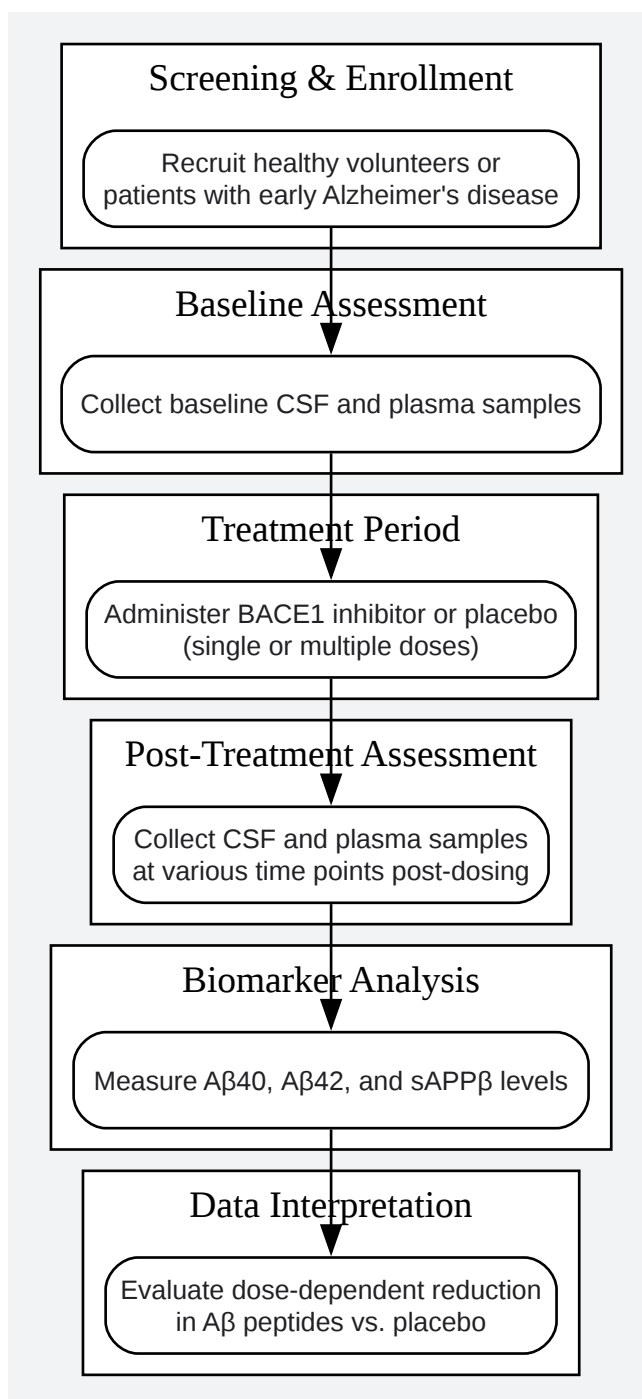 Screening & Enrollment
Recruit healthy volunteers or
patients with early Alzheimer's disease
Baseline Assessment
Collect baseline CSF and plasma samples
Treatment Period
Administer BACE1 inhibitor or placebo
(single or multiple doses)
Post-Treatment Assessment
Collect CSF and plasma samples
at various time points post-dosing
Biomarker Analysis
Measure Aβ40, Aβ42, and sAPPβ levels
Data Interpretation
Evaluate dose-dependent reduction
in Aβ peptides vs. placebo